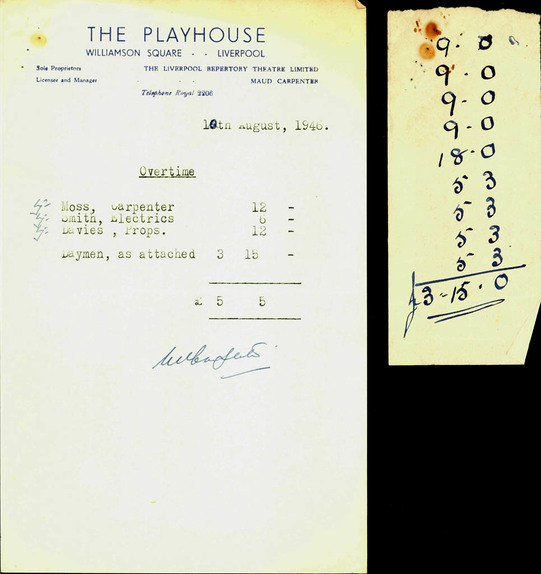 THE PLAYHOUSE
WILLIAMSON SQUARE - - LIVERPOOL
Sole Proprietors THE LIVERPOOL REPERTORY THEATRE LIMITED
Licensee and Manager - - - MAUD CARPENTER
Telephone Royal 2206
10th August, 1946.
Overtime
Moss, Carpenter 12 -
Smith, Electrics 6 -
Davies , Props. 12 -
Daymen, as attached 3 15 -
£ 5 5
9 . 0
9 . 0
9 . 0
9 . 0
18 . 0
5 3
5 3
5 3
5 3
£3 - 15 . 0